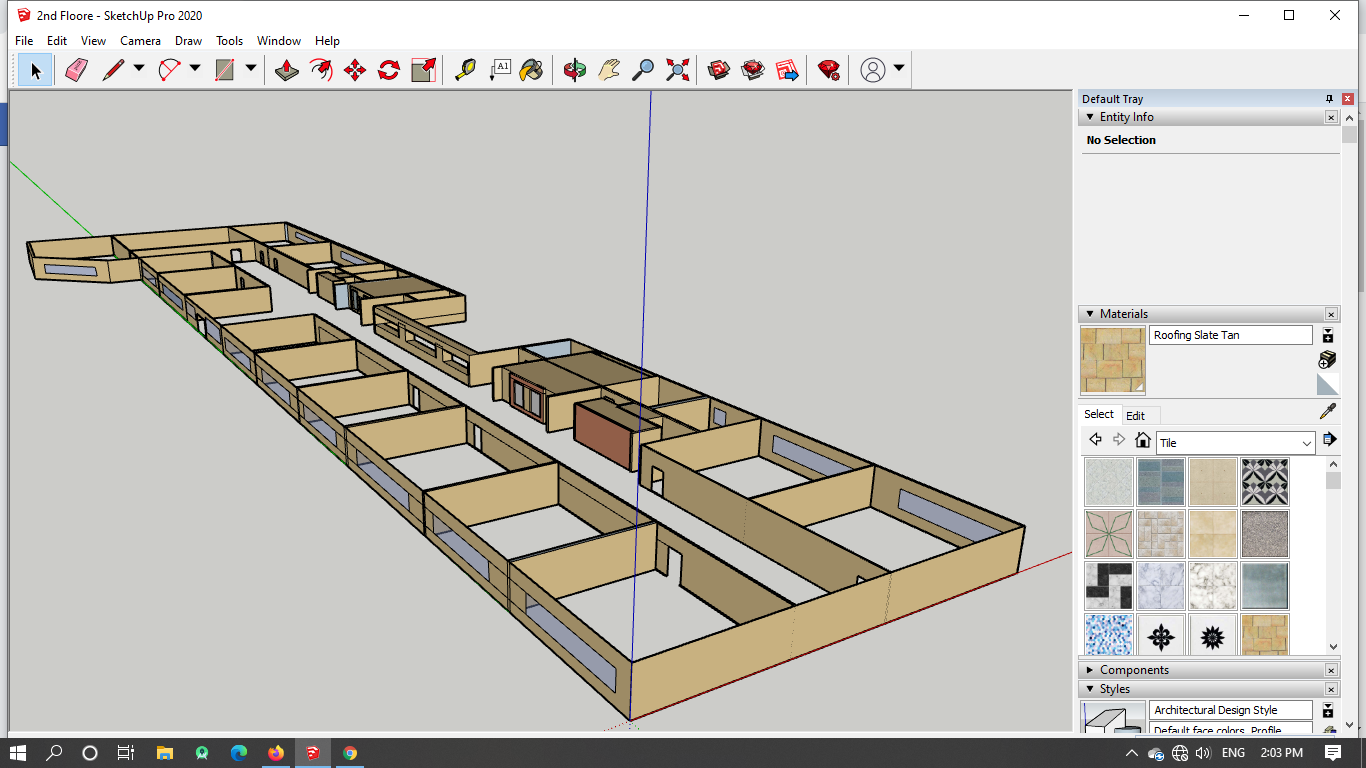 2nd Floore - SketchUp Pro 2020
File Edit View Camera Draw Tools Window Help
A1
Default Tray
Entity Info
No Selection
Materials
Roofing Slate Tan
Select Edit
Tile
Components
Styles
Architectural Design Style
Default face colors. Profile
ENG 2:03 PM